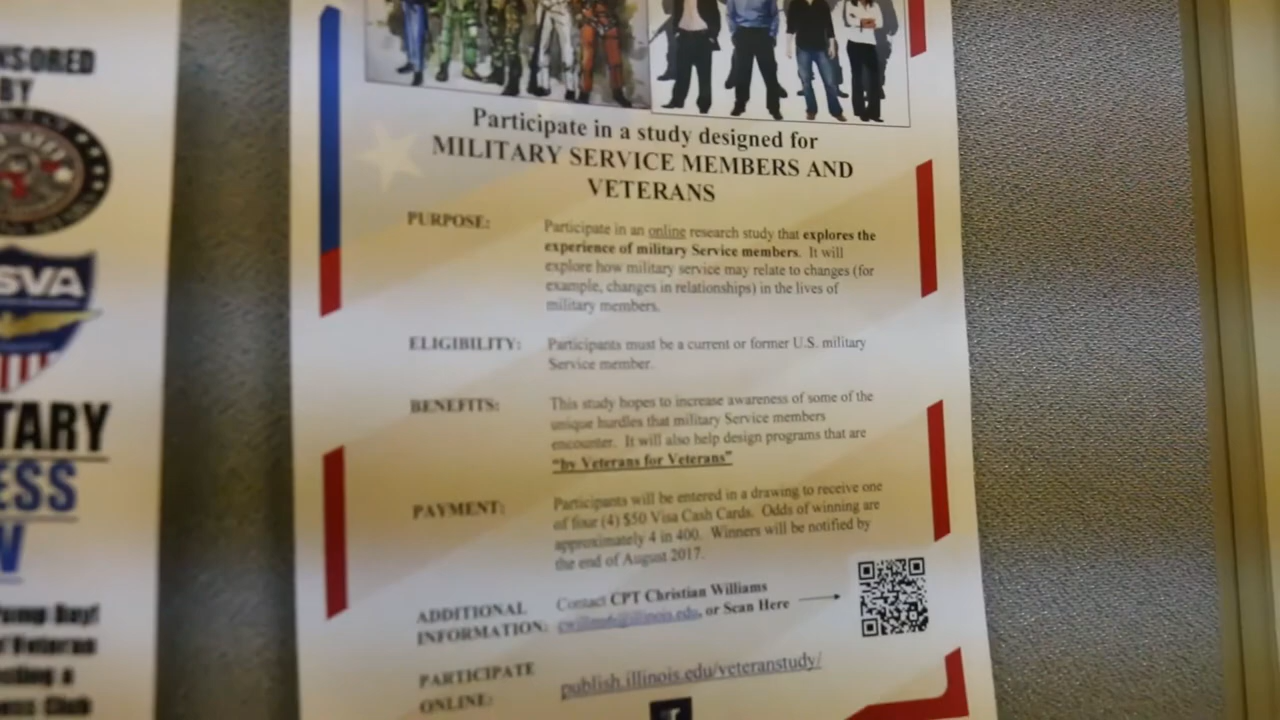 NSORED
BY
SVA
TARY
ESS
Pump Day!
Veteran
Club
Participate in a study designed for
MILITARY SERVICE MEMBERS AND
VETERANS
PURPOSE:
Participate in an online research study that explores the
experience of military Service members. It will
explore how military service may relate to changes (for
example, changes in relationships) in the lives of
military members.
ELIGIBILITY:
Participants must be a current or former U.S. military
Service member.
BENEFITS:
This study hopes to increase awareness of some of the
unique hurdles that military Service members
encounter. It will also help design programs that are
"by Veterans for Veterans"
PAYMENT:
Participants will be entered in a drawing to receive one
of four (4) $50 Visa Cash Cards. Odds of winning are
approximately 4 in 400. Winners will be notified by
the end of August 2017.
ADDITIONAL
INFORMATION:
Contact CPT Christian Williams
, or Scan Here
PARTICIPATE
ONLINE:
publish.illinois.edu/veteranstudy/